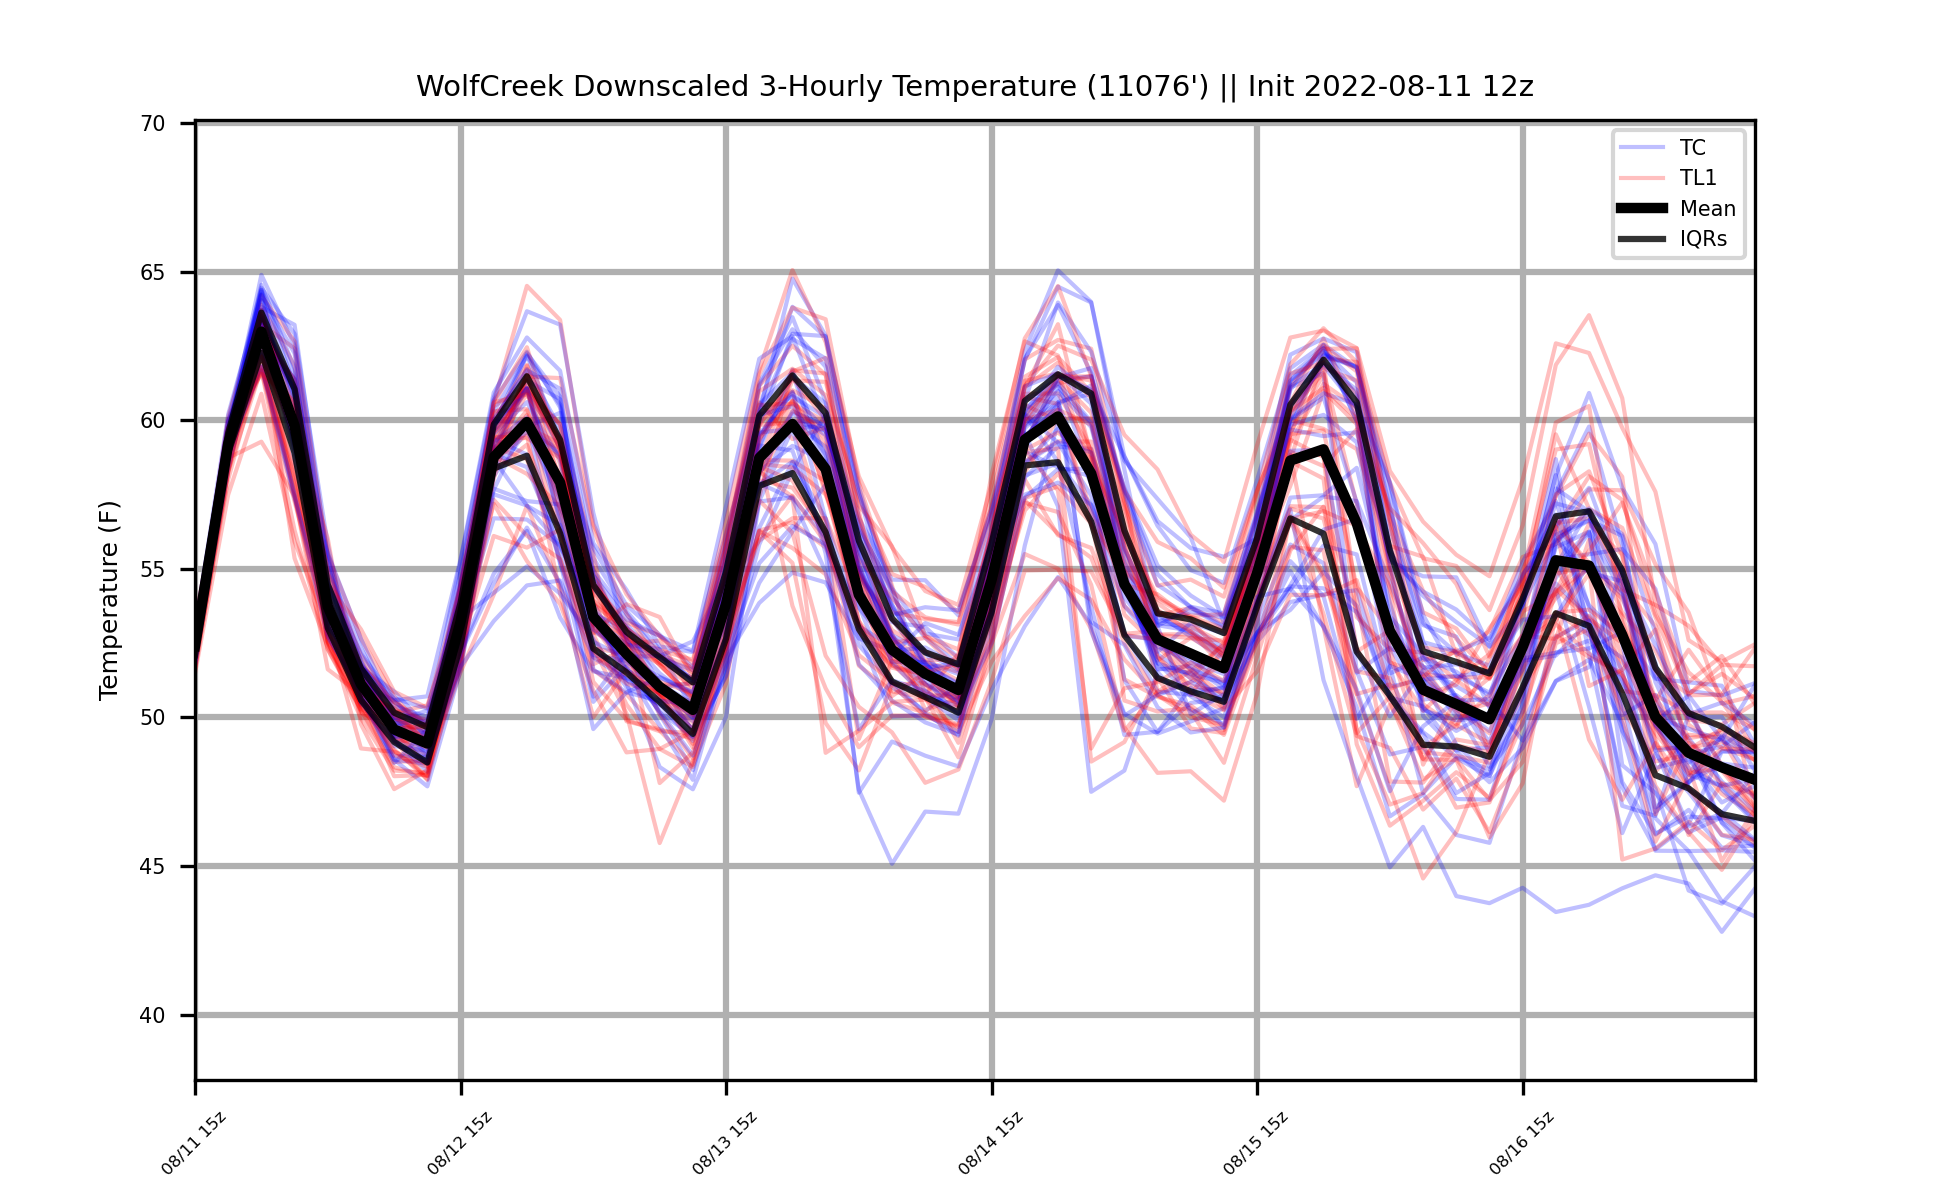 WolfCreek Downscaled 3-Hourly Temperature (11076') || Init 2022-08-11 12z
70
65
60
55
50
45
40
Temperature (F)
TC
TL1
Mean
IQRs
08/11 15z
08/12 15z
08/13 15z
08/14 15z
08/15 15z
08/16 15z